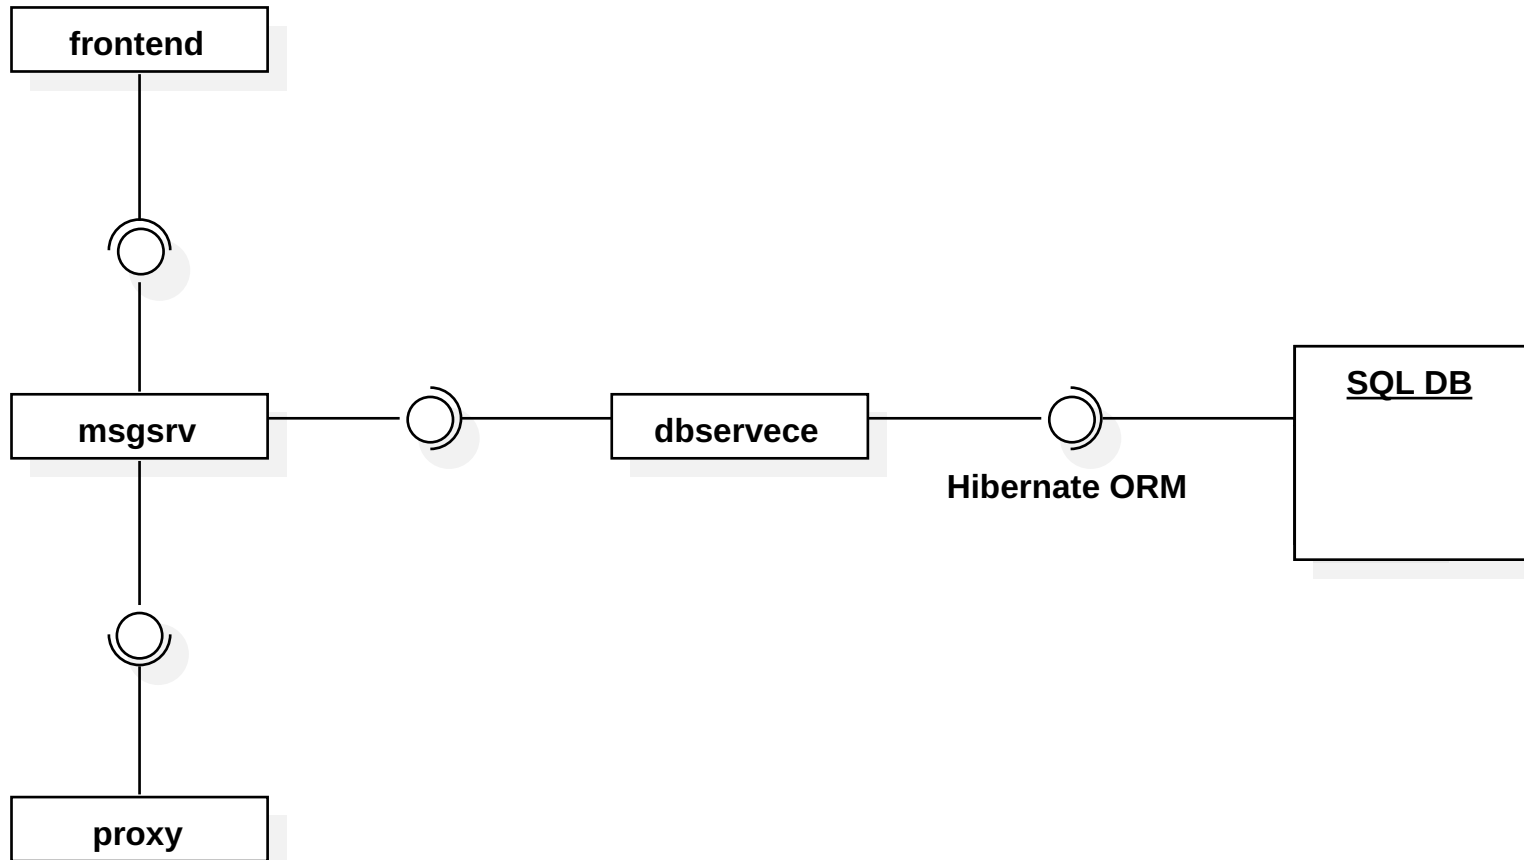 frontend
msgsrv
dbservece
SQL DB
Hibernate ORM
proxy